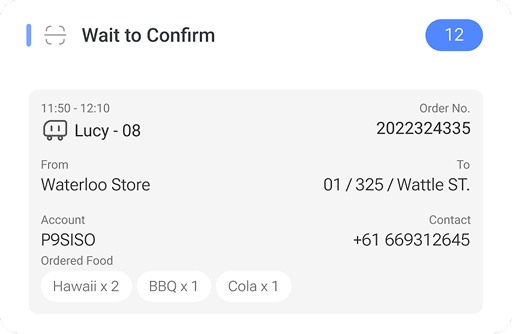 Wait to Confirm 12
11:50 - 12:10 Order No.
Lucy - 08 2022324335
From To
Waterloo Store 01 / 325 / Wattle ST.
Account Contact
P9SISO +61 669312645
Ordered Food
Hawaii x 2 BBQ x 1 Cola x 1